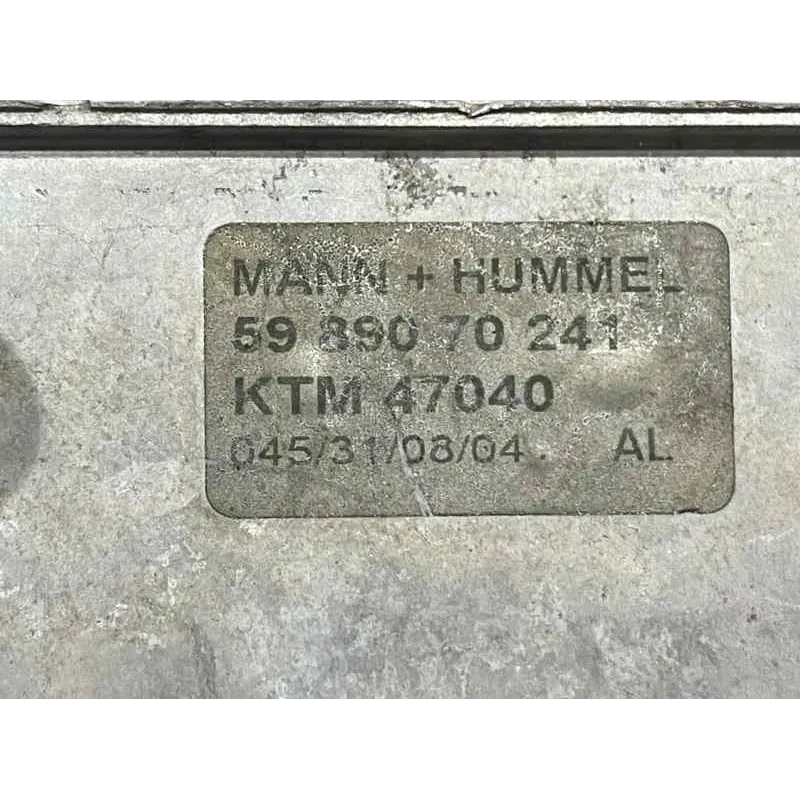 MANN + HUMMEL
59 890 70 241
KTM 47040
045/31/08/04. AL